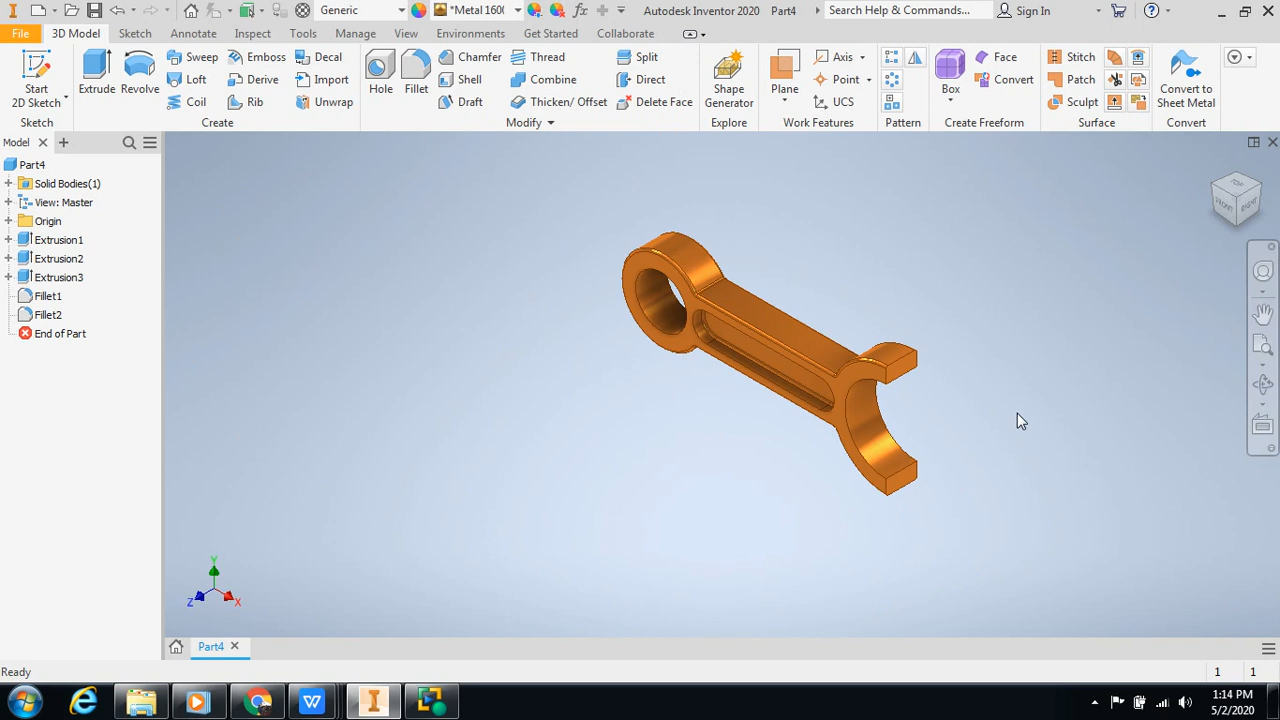 Generic
*Metal 1600
Autodesk Inventor 2020 Part4
Search Help & Commands...
Sign In
File
3D Model
Sketch
Annotate
Inspect
Tools
Manage
View
Environments
Get Started
Collaborate
Start
2D Sketch
Sketch
Extrude
Revolve
Sweep
Emboss
Decal
Loft
Derive
Import
Coil
Rib
Unwrap
Create
Hole
Fillet
Chamfer
Thread
Split
Shell
Combine
Direct
Draft
Thicken/ Offset
Delete Face
Modify
Shape
Generator
Explore
Plane
Axis
Point
UCS
Work Features
Pattern
Box
Face
Convert
Create Freeform
Stitch
Patch
Sculpt
Surface
Convert to
Sheet Metal
Convert
Model
Part4
Solid Bodies(1)
View: Master
Origin
Extrusion1
Extrusion2
Extrusion3
Fillet1
Fillet2
End of Part
TOP
FRONT
RIGHT
Y
Z
X
Part4
Ready
1
1
1:14 PM
5/2/2020